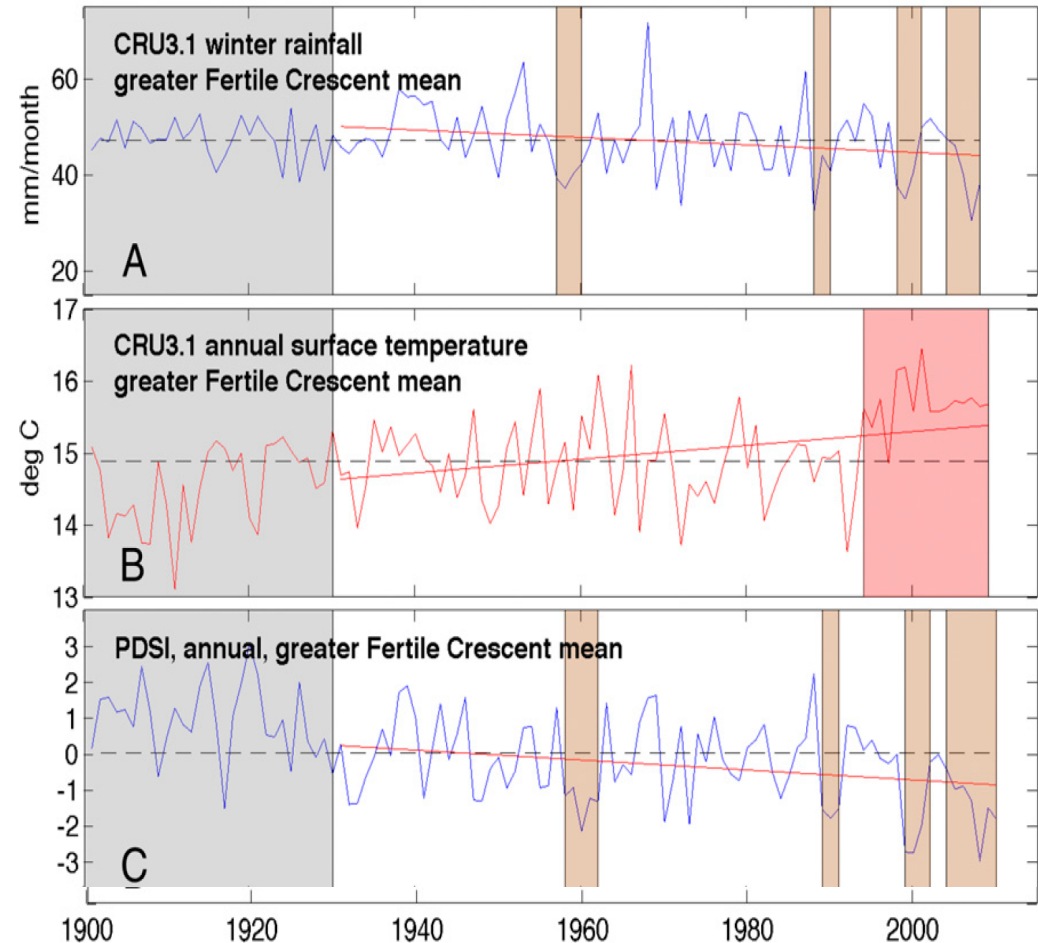 CRU3.1 winter rainfall
greater Fertile Crescent mean
mm/month
60
40
20
A
CRU3.1 annual surface temperature
greater Fertile Crescent mean
deg C
17
16
15
14
13
B
PDSI, annual, greater Fertile Crescent mean
3
2
1
0
-1
-2
-3
C
1900 1920 1940 1960 1980 2000